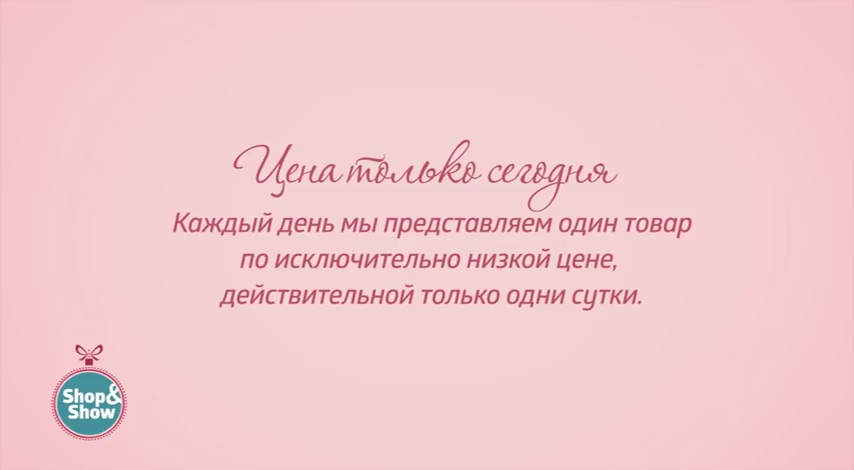 Цена только сегодня
Каждый день мы представляем один товар
по исключительно низкой цене,
действительной только одни сутки.
Shop&
Show